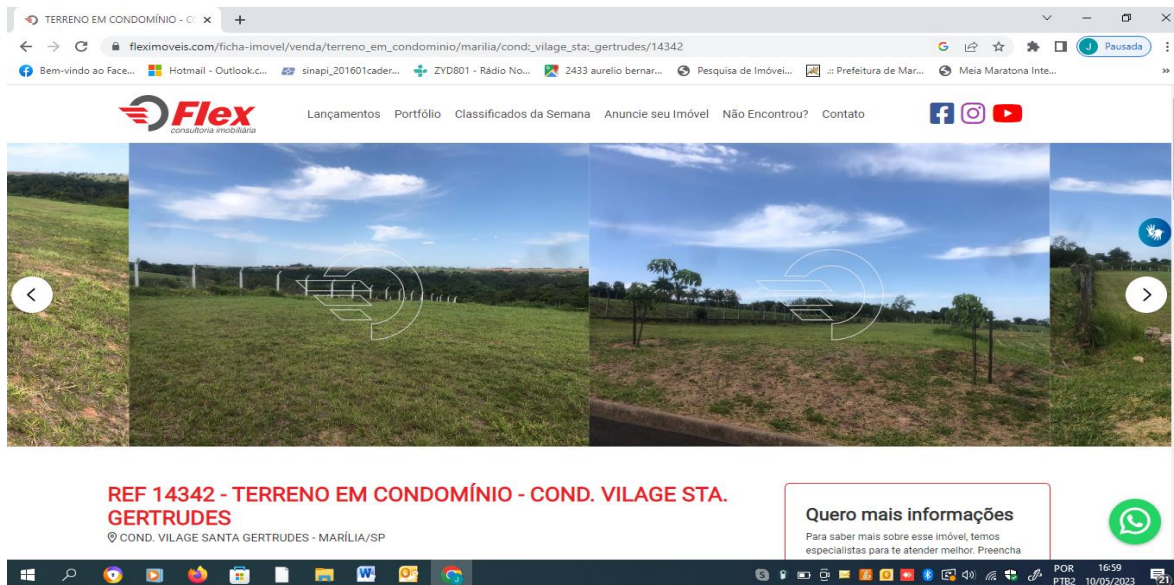 TERRENO EM CONDOMÍNIO - C
fleximoveis.com/ficha-imovel/venda/terreno_em_condominio/marilia/cond:_vilage_sta:_gertrudes/14342
J Pausada
Bem-vindo ao Face... Hotmail - Outlook.c... sinapi_201601cader... ZYD801 - Rádio No... 2433 aurelio bernar... Pesquisa de Imóvei... .:: Prefeitura de Mar... Meia Maratona Inte... »
Flex
consultoria imobiliária
Lançamentos Portfólio Classificados da Semana Anuncie seu Imóvel Não Encontrou? Contato
REF 14342 - TERRENO EM CONDOMÍNIO - COND. VILAGE STA.
GERTRUDES
COND. VILAGE SANTA GERTRUDES - MARÍLIA/SP
Quero mais informações
Para saber mais sobre esse imóvel, temos
especialistas para te atender melhor. Preencha
POR 16:59
PTB2 10/05/2023 21